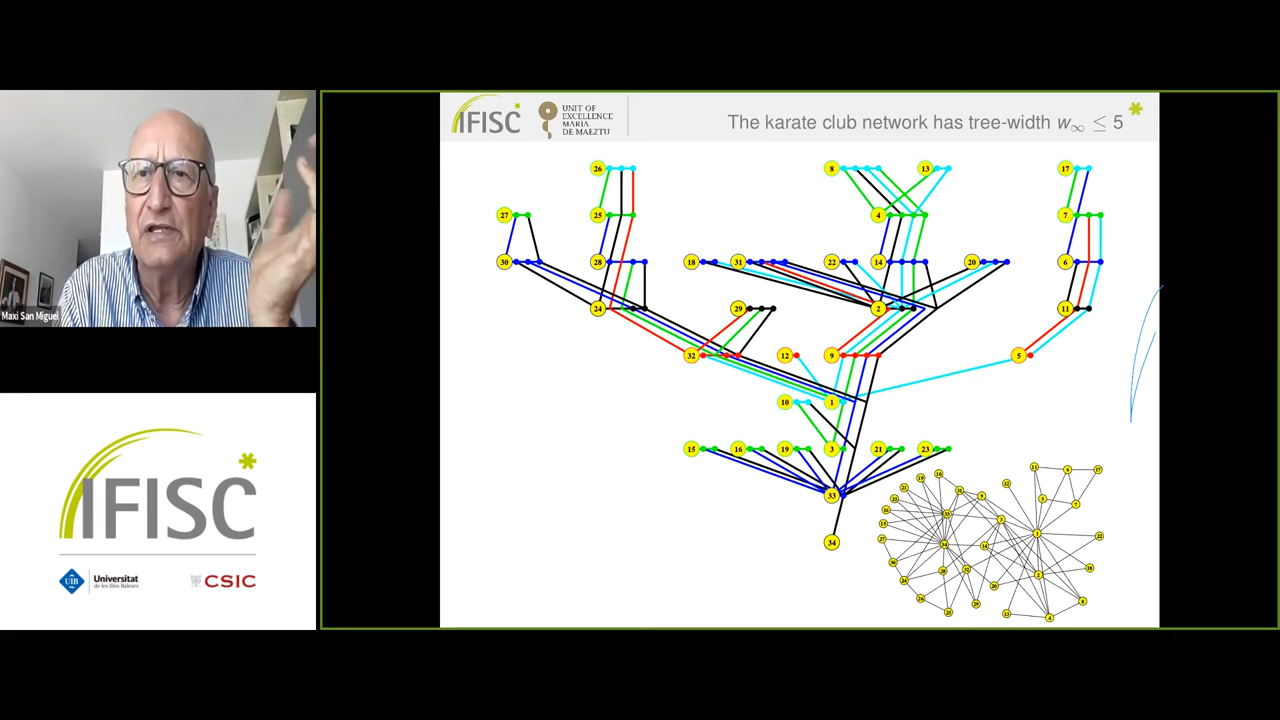 IFISC
UNIT OF
EXCELLENCE
MARÍA
DE MAEZTU
The karate club network has tree-width w∞ ≤ 5
26 8 13 17
27 25 4 7
30 28 18 31 22 14 20 6
24 29 2 11
32 12 9 5
10 1
15 16 19 3 21 23
33
34
Maxi San Miguel
IFISC
UIB
Universitat
de les Illes Balears
CSIC